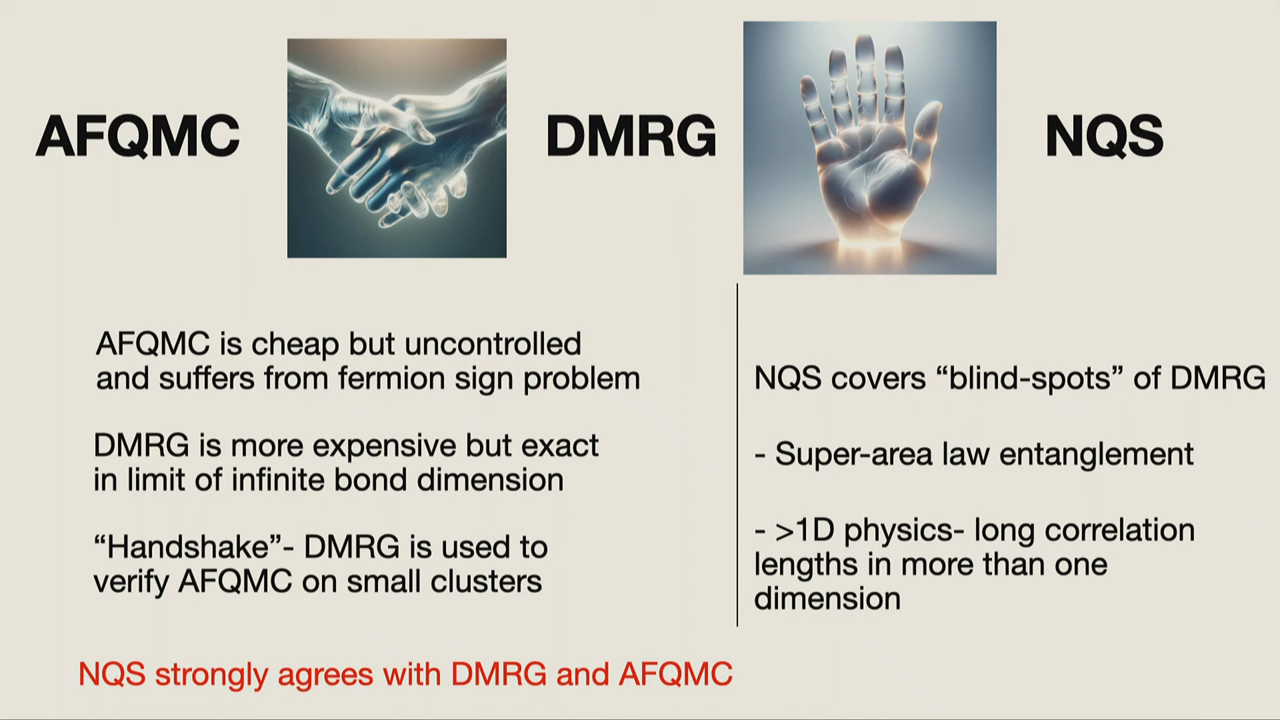 AFQMC
DMRG
NQS
AFQMC is cheap but uncontrolled
and suffers from fermion sign problem
DMRG is more expensive but exact
in limit of infinite bond dimension
“Handshake”- DMRG is used to
verify AFQMC on small clusters
NQS covers “blind-spots” of DMRG
- Super-area law entanglement
- >1D physics- long correlation
lengths in more than one
dimension
NQS strongly agrees with DMRG and AFQMC